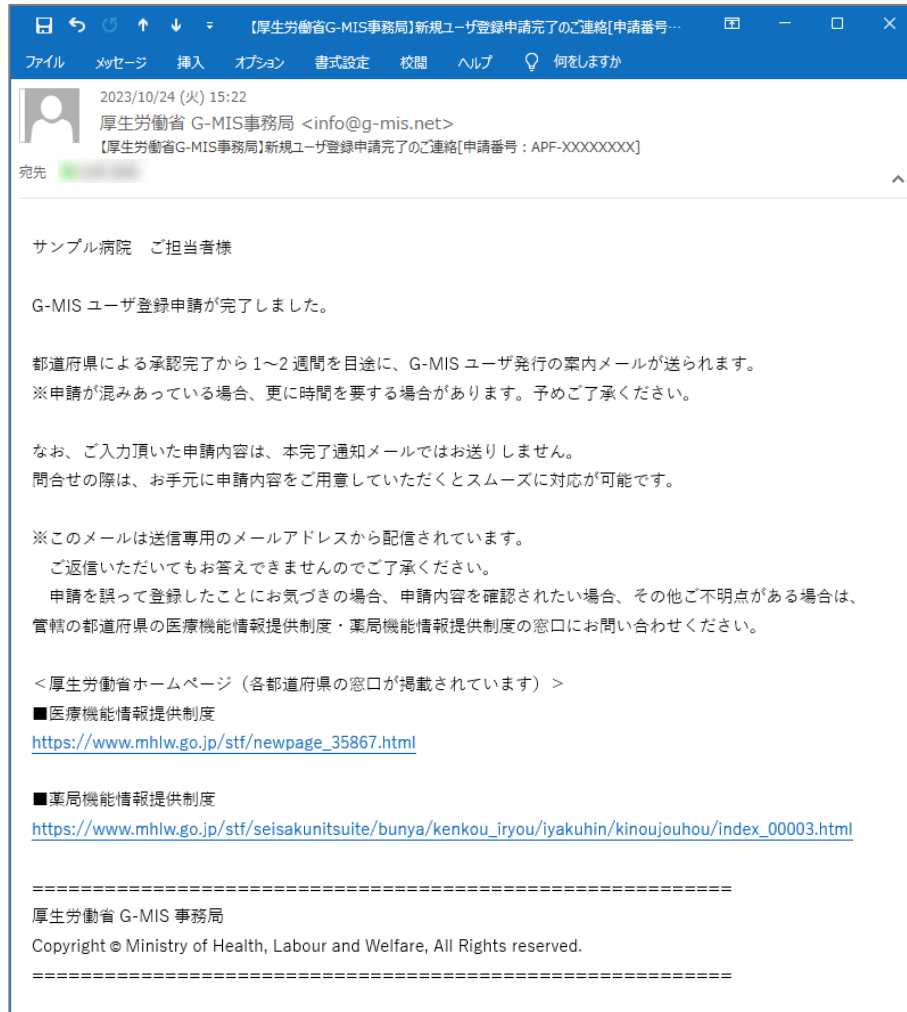 【厚生労働省G-MIS事務局】新規ユーザ登録申請完了のご連絡[申請番号…
ファイル メッセージ 挿入 オプション 書式設定 校閲 ヘルプ 何をしますか
2023/10/24 (火) 15:22
厚生労働省 G-MIS事務局 <info@g-mis.net>
【厚生労働省G-MIS事務局】新規ユーザ登録申請完了のご連絡[申請番号：APF-XXXXXXXX]
宛先
サンプル病院　ご担当者様
G-MIS ユーザ登録申請が完了しました。
都道府県による承認完了から 1～2 週間を目途に、G-MIS ユーザ発行の案内メールが送られます。
※申請が混みあっている場合、更に時間を要する場合があります。予めご了承ください。
なお、ご入力頂いた申請内容は、本完了通知メールではお送りしません。
問合せの際は、お手元に申請内容をご用意していただくとスムーズに対応が可能です。
※このメールは送信専用のメールアドレスから配信されています。
ご返信いただいてもお答えできませんのでご了承ください。
申請を誤って登録したことにお気づきの場合、申請内容を確認されたい場合、その他ご不明点がある場合は、
管轄の都道府県の医療機能情報提供制度・薬局機能情報提供制度の窓口にお問い合わせください。
＜厚生労働省ホームページ（各都道府県の窓口が掲載されています）＞
■医療機能情報提供制度
https://www.mhlw.go.jp/stf/newpage_35867.html
■薬局機能情報提供制度
https://www.mhlw.go.jp/stf/seisakunitsuite/bunya/kenkou_iryou/iyakuhin/kinoujouhou/index_00003.html
==========================================================
厚生労働省 G-MIS 事務局
Copyright © Ministry of Health, Labour and Welfare, All Rights reserved.
==========================================================